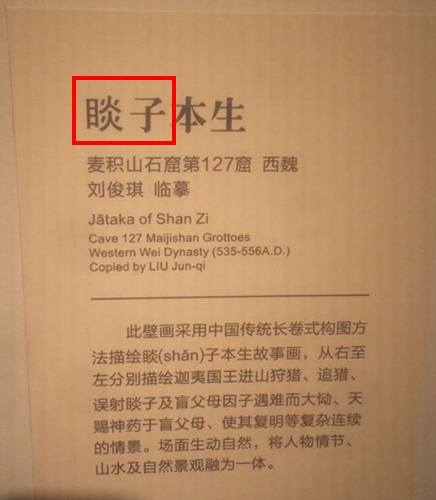 睒子本生
麦积山石窟第127窟 西魏
刘俊琪 临摹
Jātaka of Shan Zi
Cave 127 Maijishan Grottoes
Western Wei Dynasty (535-556A.D.)
Copied by LIU Jun-qi
此壁画采用中国传统长卷式构图方
法描绘睒(shǎn)子本生故事画，从右至
左分别描绘迦夷国王进山狩猎、追猎、
误射睒子及盲父母因子遇难而大恸、天
赐神药于盲父母、使其复明等复杂连续
的情景。场面生动自然，将人物情节、
山水及自然景观融为一体。